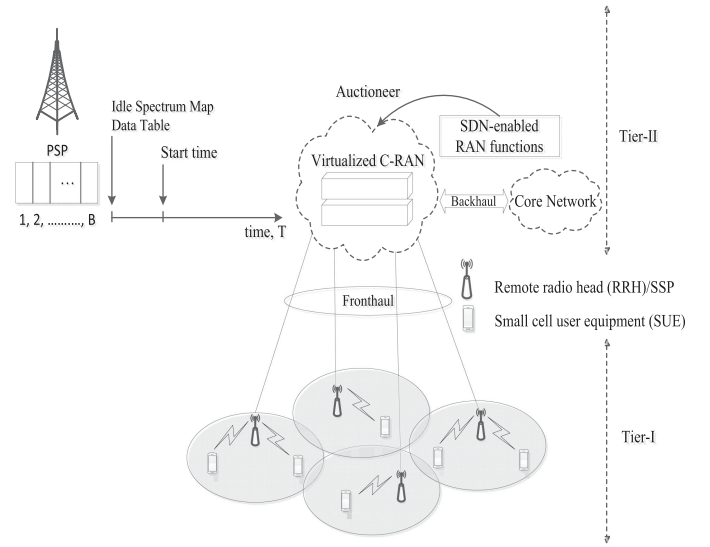 Auctioneer
Idle Spectrum Map
Data Table
SDN-enabled
RAN functions
Tier-II
PSP
Start time
Virtualized C-RAN
...
Backhaul
Core Network
1, 2, .........., B
time, T
Remote radio head (RRH)/SSP
Fronthaul
Small cell user equipment (SUE)
Tier-I